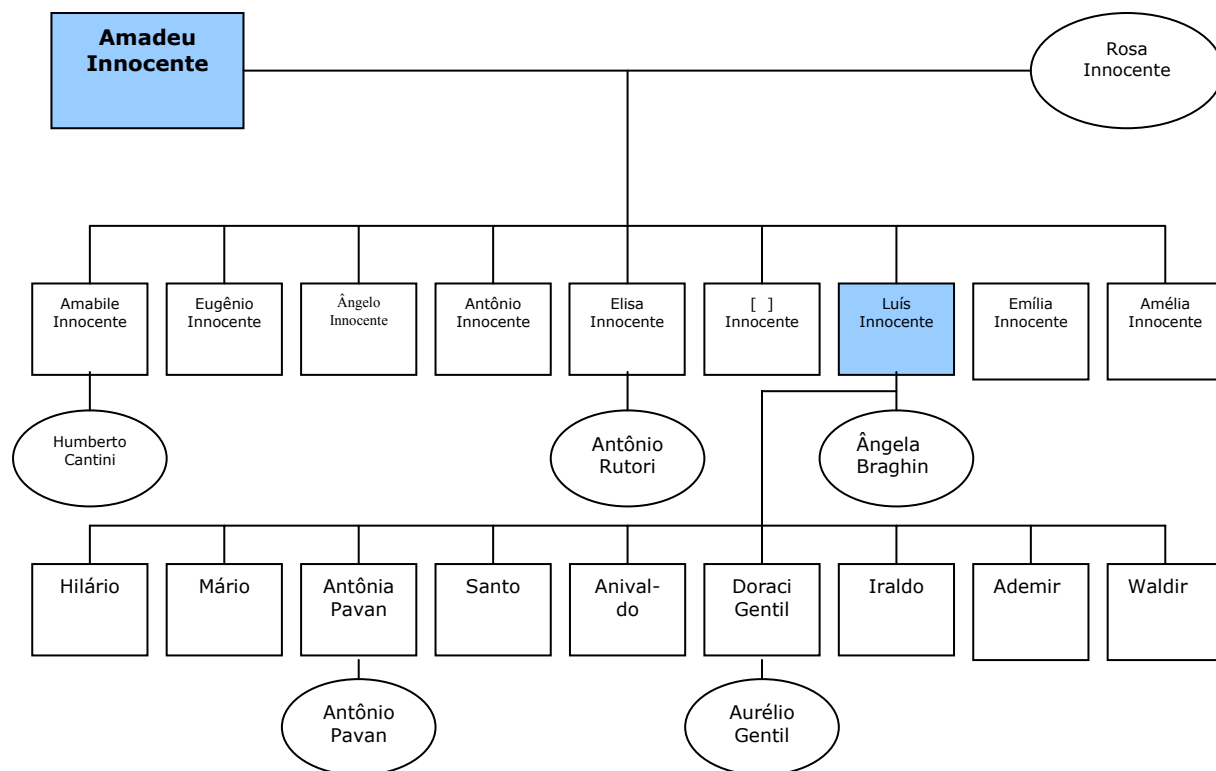 Amadeu
Innocente
Rosa
Innocente
Amabile
Innocente
Eugênio
Innocente
Ângelo
Innocente
Antônio
Innocente
Elisa
Innocente
[ ]
Innocente
Luís
Innocente
Emília
Innocente
Amélia
Innocente
Humberto
Cantini
Antônio
Rutori
Ângela
Braghin
Hilário
Mário
Antônia
Pavan
Santo
Anival-
do
Doraci
Gentil
Iraldo
Ademir
Waldir
Antônio
Pavan
Aurélio
Gentil